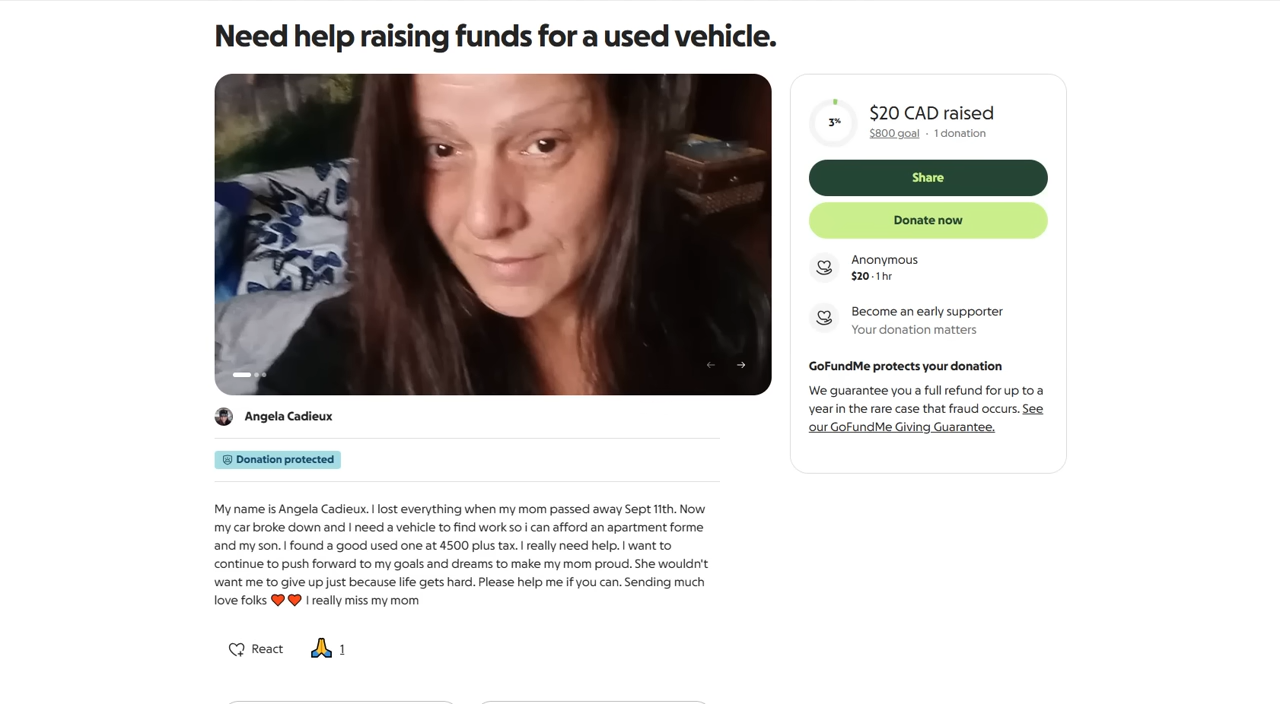 Need help raising funds for a used vehicle.
3%
$20 CAD raised
$800 goal · 1 donation
Share
Donate now
Anonymous
$20 · 1 hr
Become an early supporter
Your donation matters
GoFundMe protects your donation
We guarantee you a full refund for up to a
year in the rare case that fraud occurs. See
our GoFundMe Giving Guarantee.
Angela Cadieux
Donation protected
My name is Angela Cadieux. I lost everything when my mom passed away Sept 11th. Now
my car broke down and I need a vehicle to find work so i can afford an apartment forme
and my son. I found a good used one at 4500 plus tax. I really need help. I want to
continue to push forward to my goals and dreams to make my mom proud. She wouldn't
want me to give up just because life gets hard. Please help me if you can. Sending much
love folks ❤️❤️ I really miss my mom
React
🙏 1